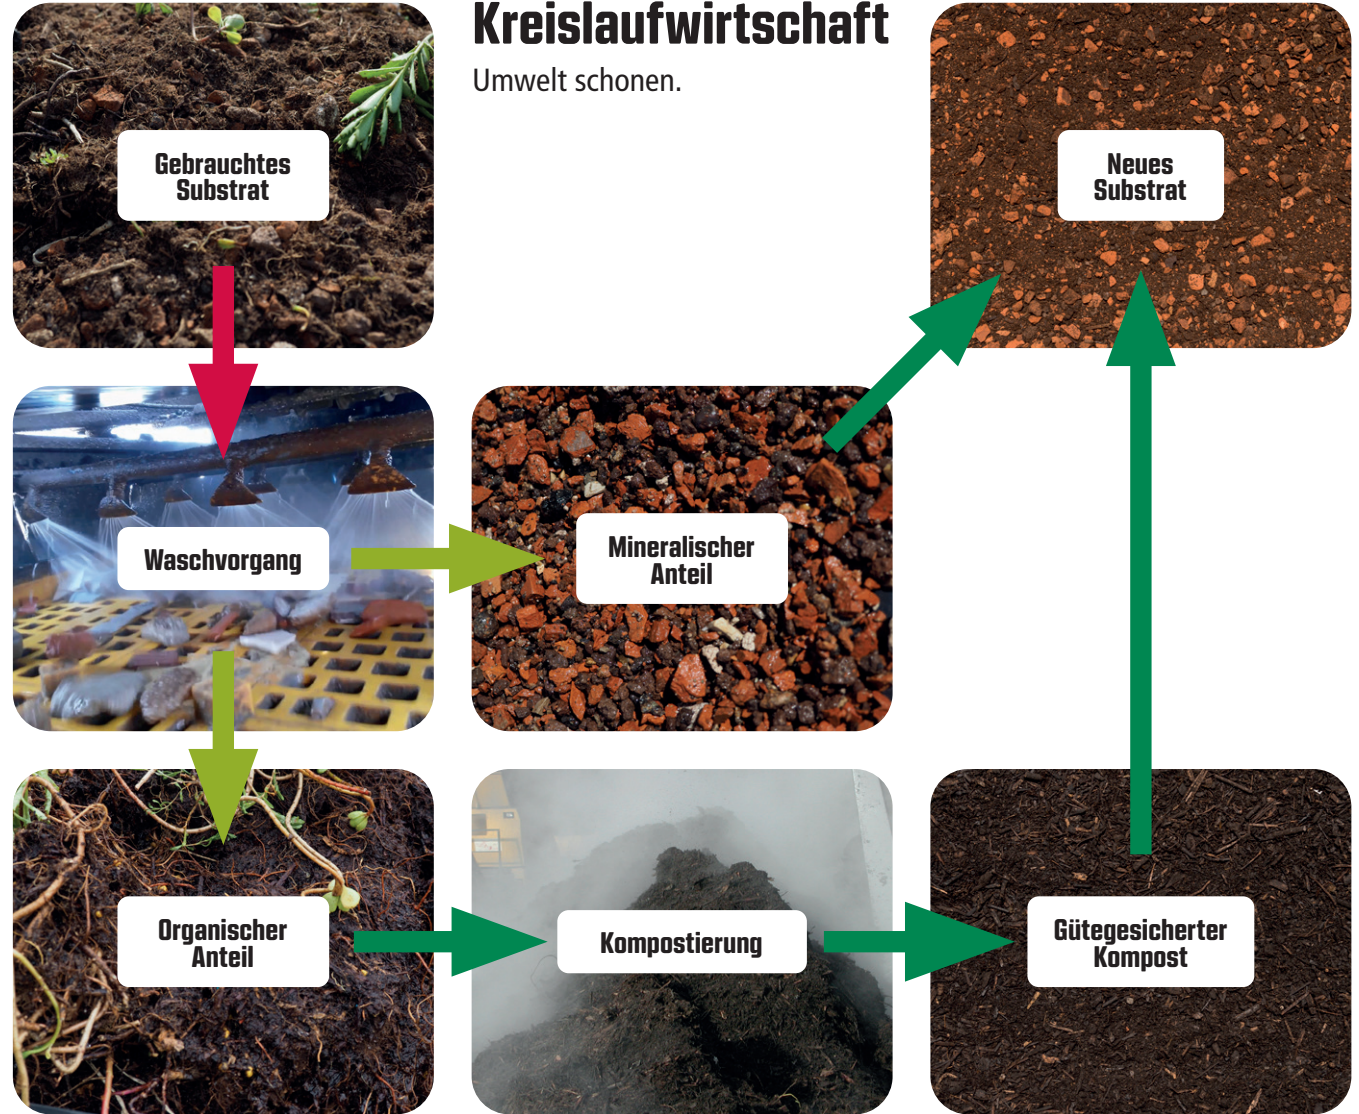 Kreislaufwirtschaft
Umwelt schonen.
Gebrauchtes
Substrat
Neues
Substrat
Waschvorgang
Mineralischer
Anteil
Organischer
Anteil
Kompostierung
Gütegesicherter
Kompost